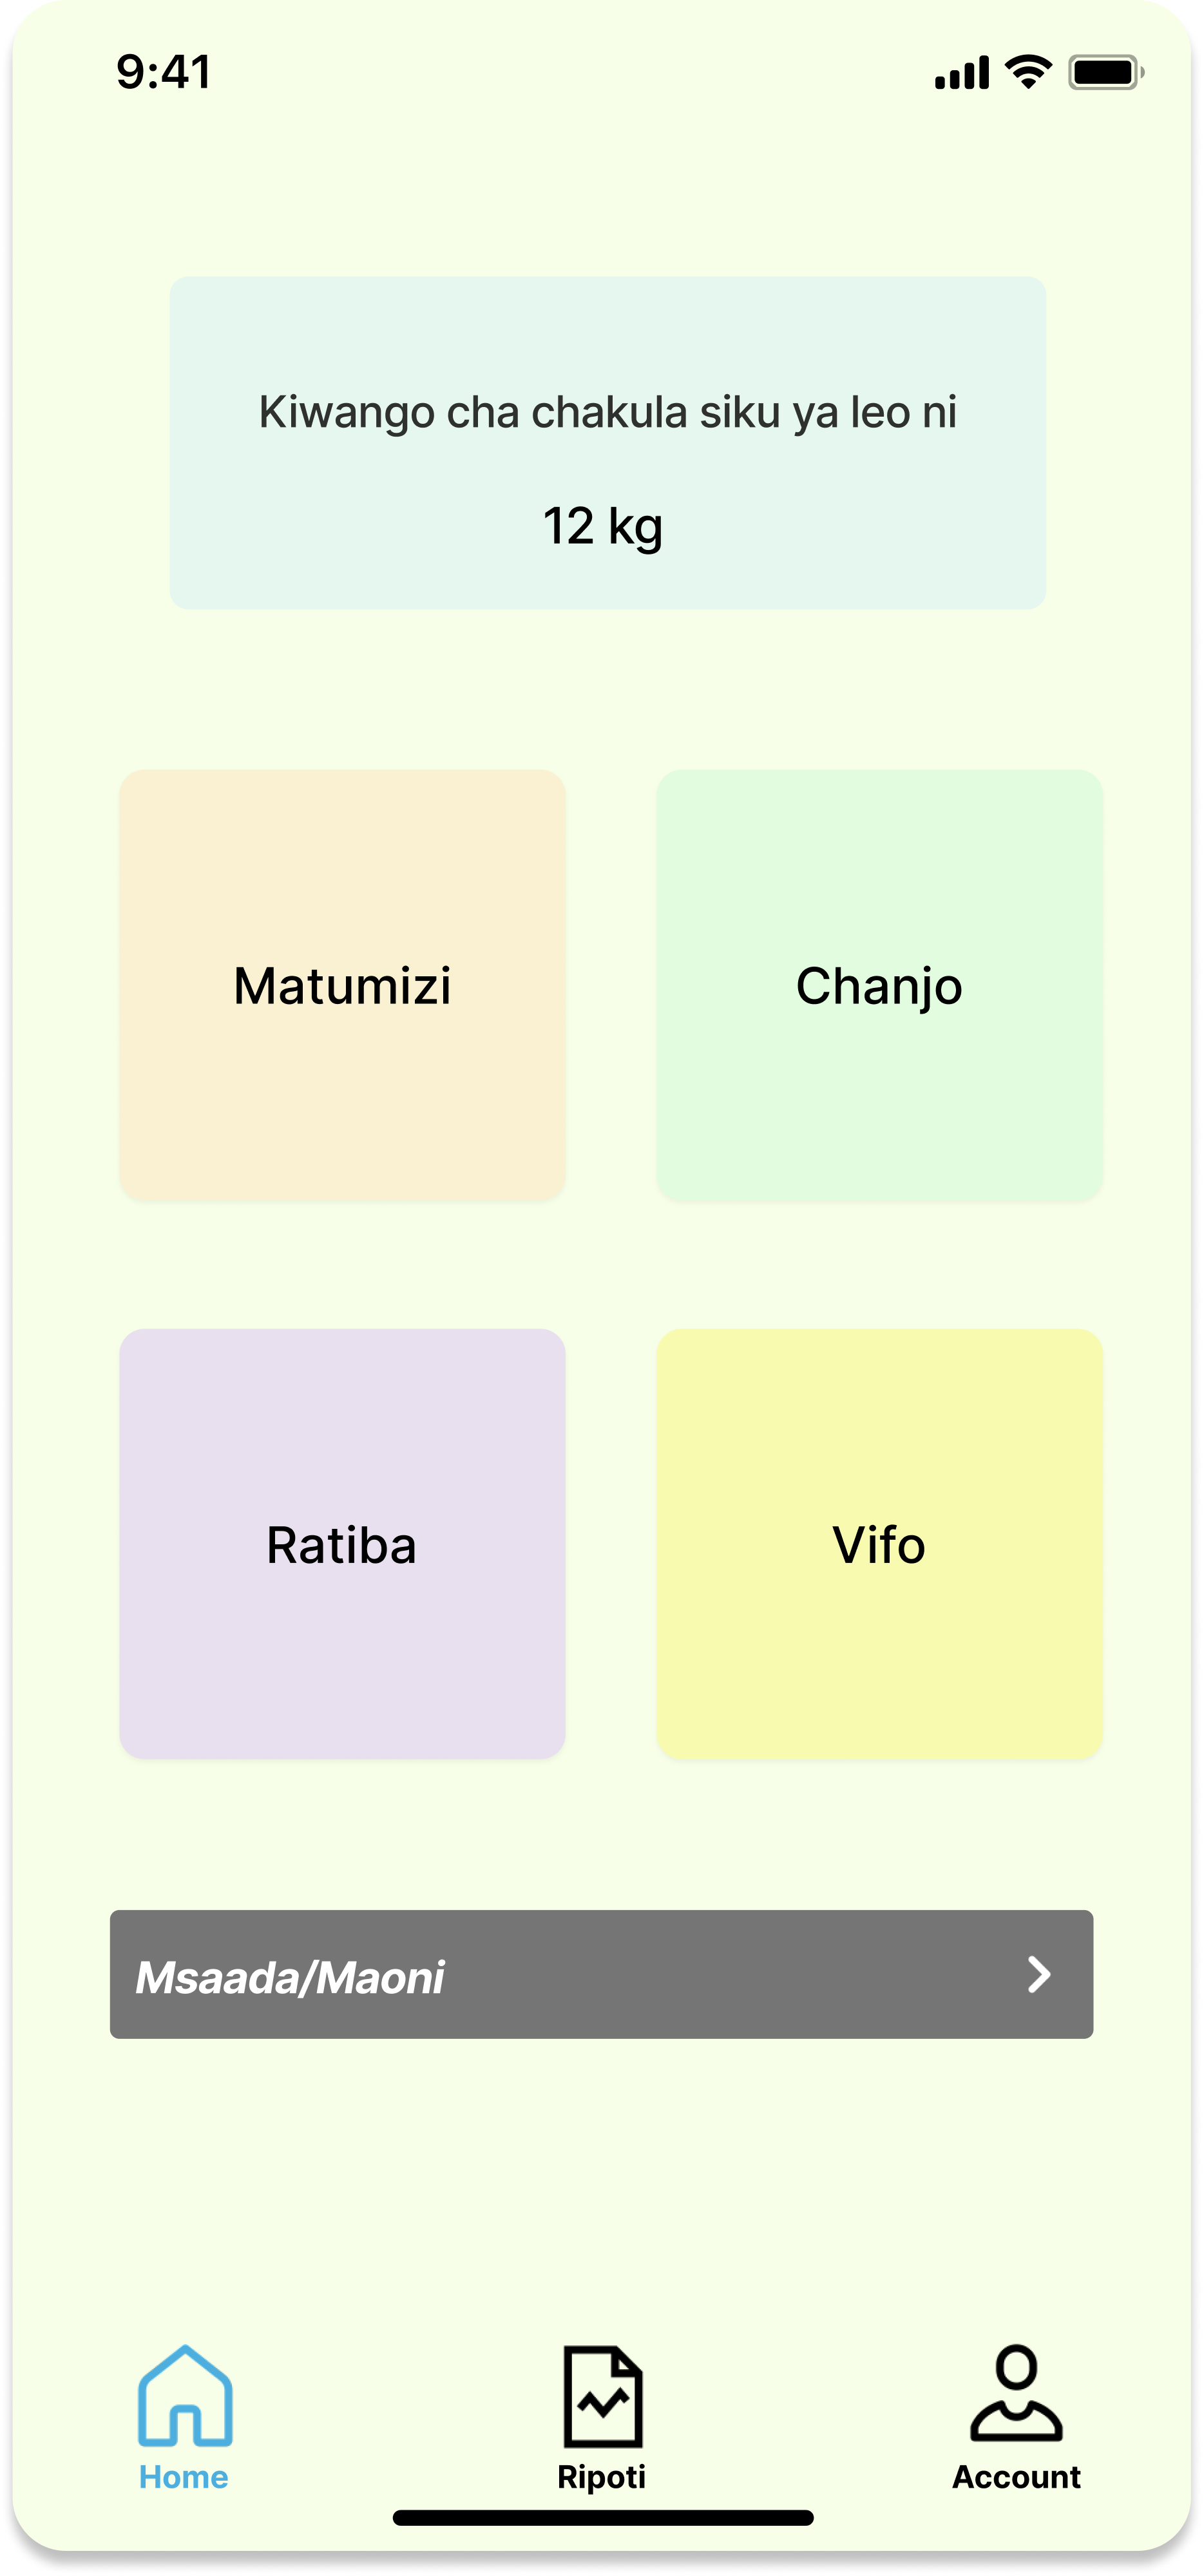 9:41
Kiwango cha chakula siku ya leo ni
12 kg
Matumizi
Chanjo
Ratiba
Vifo
Msaada/Maoni
Home
Ripoti
Account